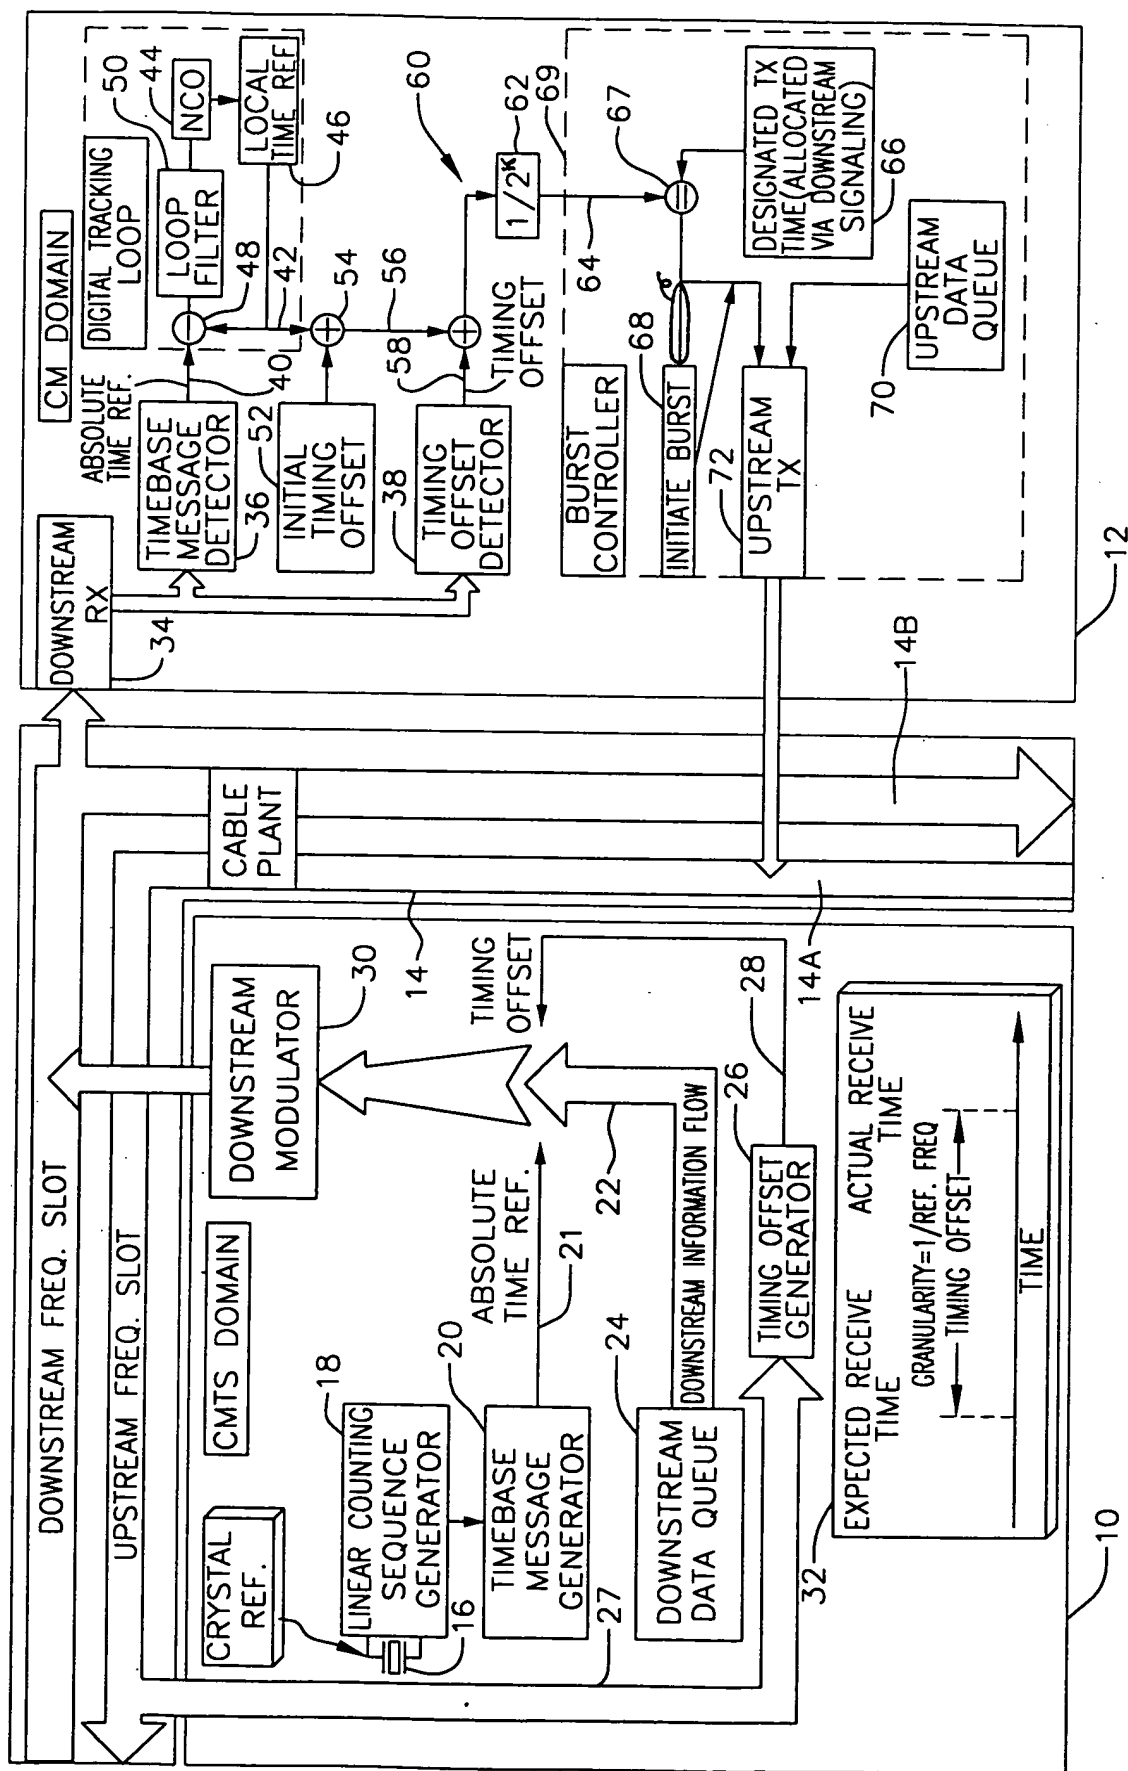 DOWNSTREAM FREQ. SLOT
UPSTREAM FREQ. SLOT
CRYSTAL
REF.
CMTS DOMAIN
18
LINEAR COUNTING
SEQUENCE
GENERATOR
16
20
TIMEBASE
MESSAGE
GENERATOR
ABSOLUTE
TIME REF.
21
24
DOWNSTREAM
DATA QUEUE
DOWNSTREAM INFORMATION FLOW
22
27
DOWNSTREAM
MODULATOR
30
TIMING
OFFSET
TIMING OFFSET
GENERATOR
26
28
32
EXPECTED RECEIVE
TIME
ACTUAL RECEIVE
TIME
GRANULARITY=1/REF. FREQ
TIMING OFFSET
TIME
10
CABLE
PLANT
14
14A
14B
DOWNSTREAM
RX
34
CM DOMAIN
ABSOLUTE
TIME REF.
TIMEBASE
MESSAGE
DETECTOR
36
40
DIGITAL TRACKING
LOOP
LOOP
FILTER
50
44
NCO
LOCAL
TIME REF
46
48
42
52
INITIAL
TIMING
OFFSET
54
56
38
TIMING
OFFSET
DETECTOR
58
TIMING
OFFSET
60
1/2K
62
64
69
67
BURST
CONTROLLER
INITIATE BURST
68
DESIGNATED TX
TIME(ALLOCATED
VIA DOWNSTREAM
SIGNALING)
66
72
UPSTREAM
TX
70
UPSTREAM
DATA
QUEUE
12